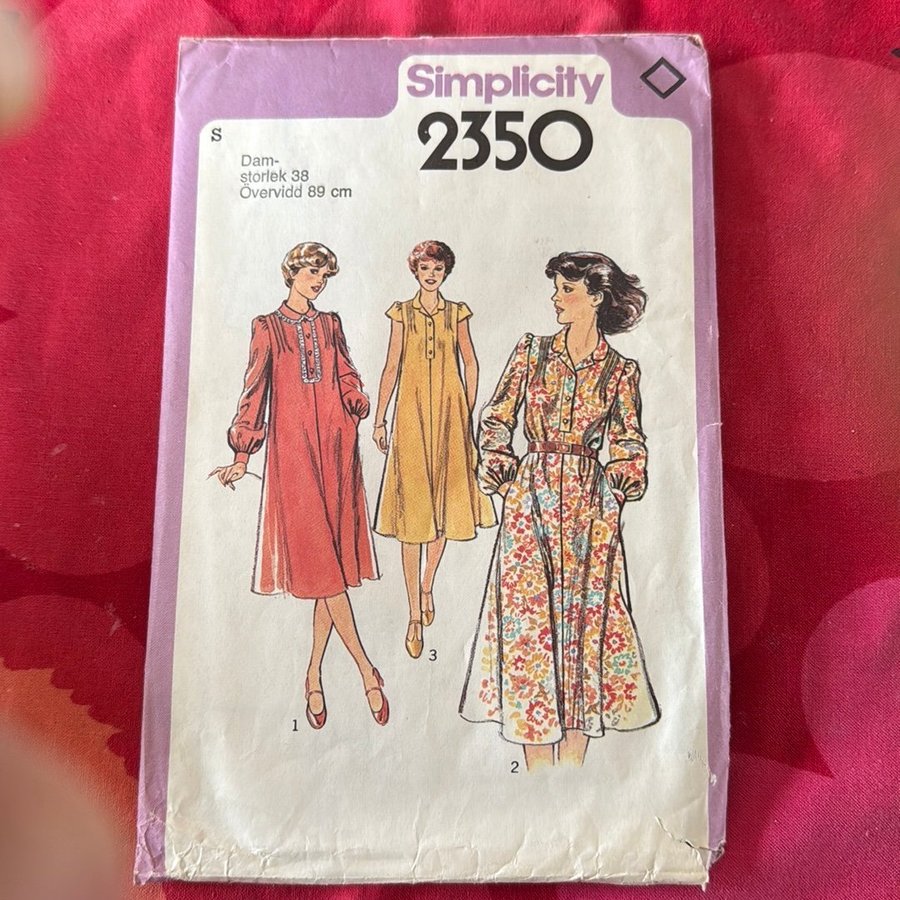 Simplicity
2350
S
Dam-
storlek 38
Övervidd 89 cm
1
3
2